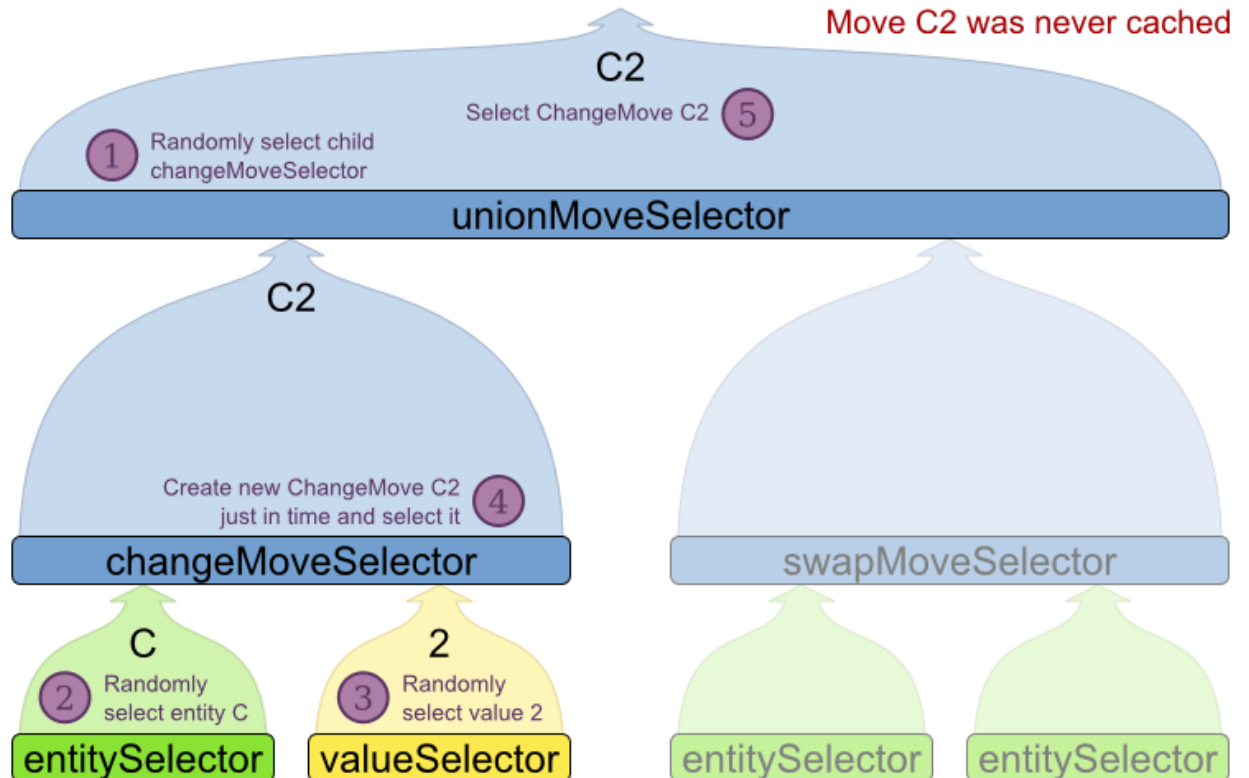 Move C2 was never cached
C2
Select ChangeMove C2 5
1 Randomly select child
changeMoveSelector
unionMoveSelector
C2
Create new ChangeMove C2
just in time and select it 4
changeMoveSelector
swapMoveSelector
C
2 Randomly
select entity C
2
3 Randomly
select value 2
entitySelector
valueSelector
entitySelector
entitySelector